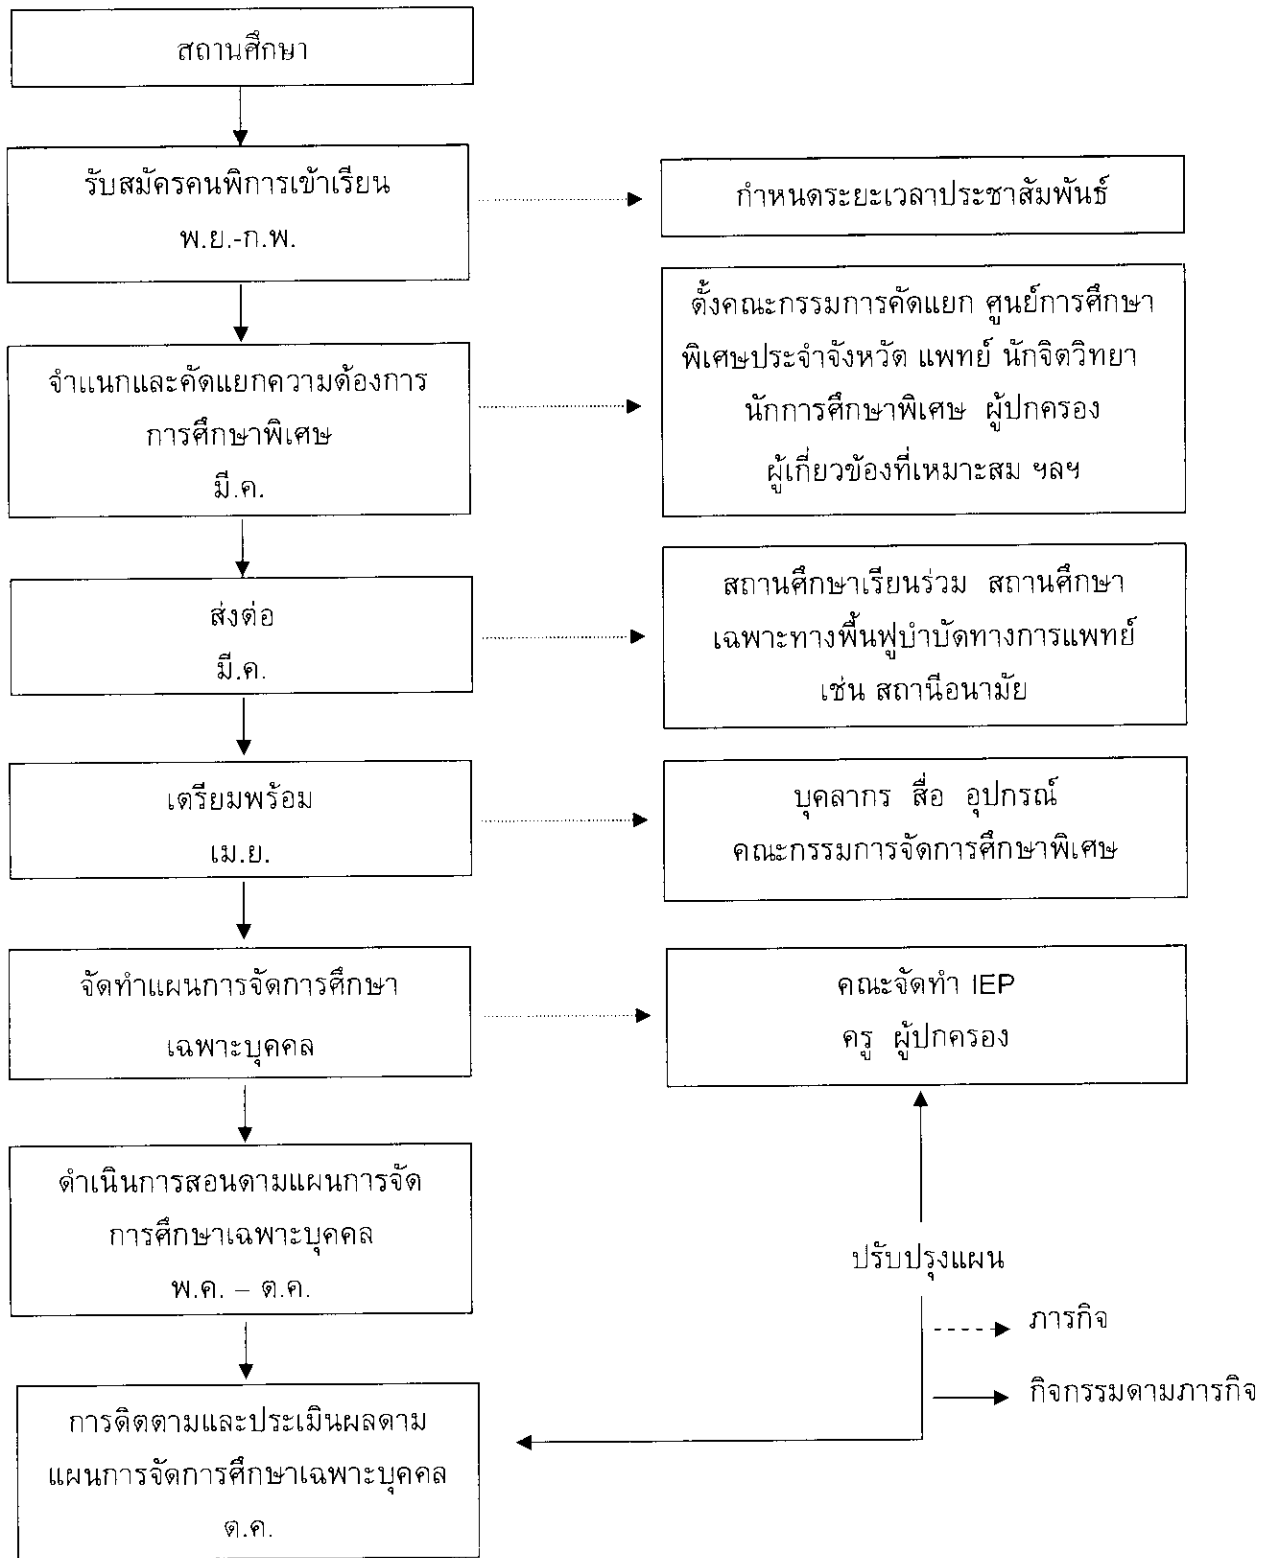 สถานศึกษา
รับสมัครคนพิการเข้าเรียน
พ.ย.-ก.พ.
กำหนดระยะเวลาประชาสัมพันธ์
จำแนกและคัดแยกความต้องการ
การศึกษาพิเศษ
มี.ค.
ตั้งคณะกรรมการคัดแยก ศูนย์การศึกษา
พิเศษประจำจังหวัด แพทย์ นักจิตวิทยา
นักการศึกษาพิเศษ ผู้ปกครอง
ผู้เกี่ยวข้องที่เหมาะสม ฯลฯ
ส่งต่อ
มี.ค.
สถานศึกษาเรียนร่วม สถานศึกษา
เฉพาะทางฟื้นฟูบำบัดทางการแพทย์
เช่น สถานีอนามัย
เตรียมพร้อม
เม.ย.
บุคลากร สื่อ อุปกรณ์
คณะกรรมการจัดการศึกษาพิเศษ
จัดทำแผนการจัดการศึกษา
เฉพาะบุคคล
คณะจัดทำ IEP
ครู ผู้ปกครอง
ดำเนินการสอนตามแผนการจัด
การศึกษาเฉพาะบุคคล
พ.ค. – ต.ค.
ปรับปรุงแผน
ภารกิจ
กิจกรรมตามภารกิจ
การติดตามและประเมินผลตาม
แผนการจัดการศึกษาเฉพาะบุคคล
ต.ค.